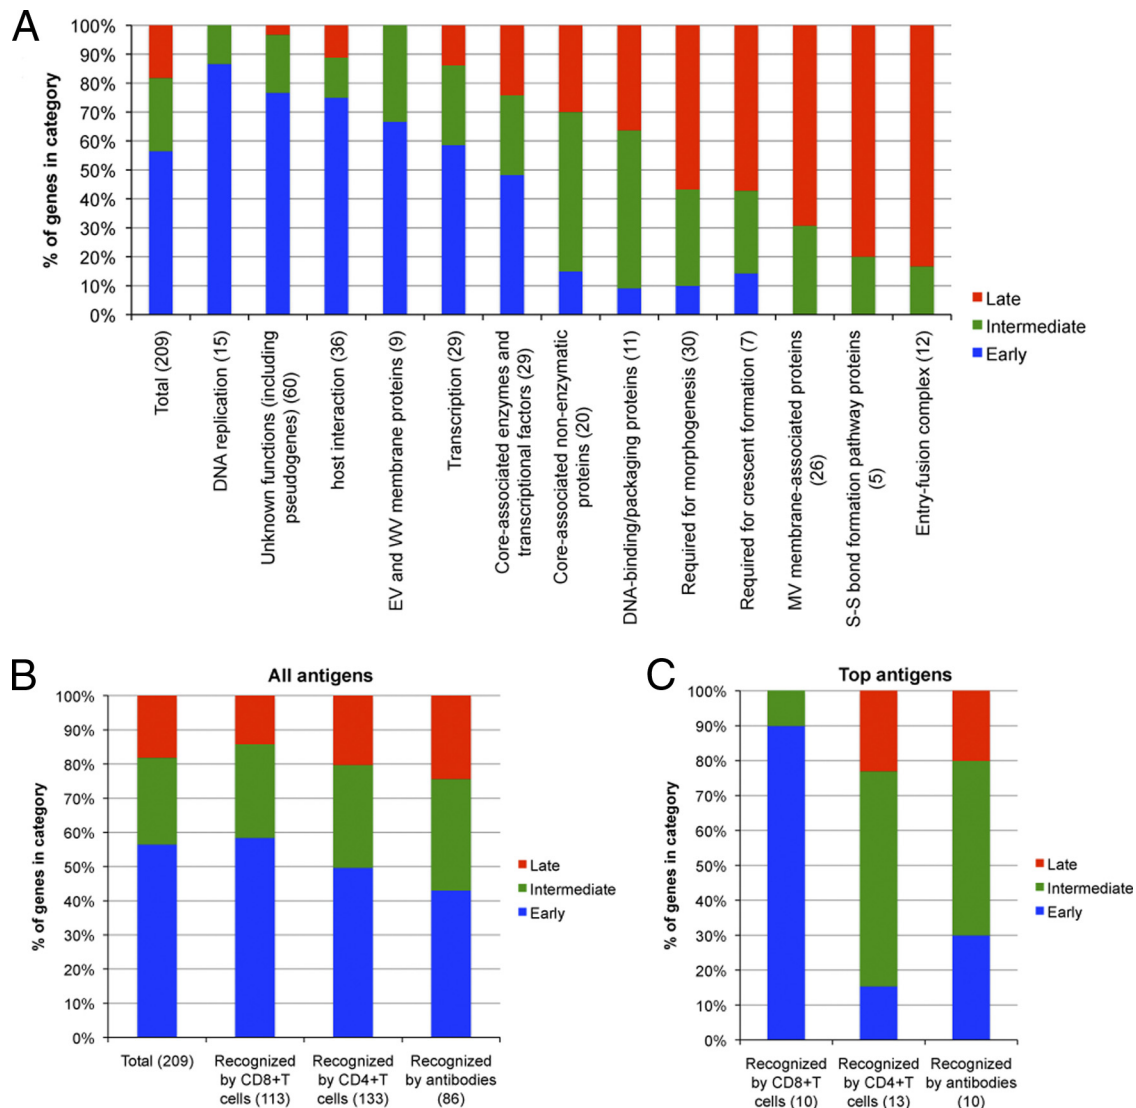 A
% of genes in category
100%
90%
80%
70%
60%
50%
40%
30%
20%
10%
0%
Total (209)
DNA replication (15)
Unknown functions (including
pseudogenes) (60)
host interaction (36)
EV and WV membrane proteins (9)
Transcription (29)
Core-associated enzymes and
transcriptional factors (29)
Core-associated non-enzymatic
proteins (20)
DNA-binding/packaging proteins (11)
Required for morphogenesis (30)
Required for crescent formation (7)
MV membrane-associated proteins
(26)
S-S bond formation pathway proteins
(5)
Entry-fusion complex (12)
Late
Intermediate
Early
B
All antigens
% of genes in category
100%
90%
80%
70%
60%
50%
40%
30%
20%
10%
0%
Total (209)
Recognized
by CD8+T
cells (113)
Recognized
by CD4+T
cells (133)
Recognized
by antibodies
(86)
Late
Intermediate
Early
C
Top antigens
% of genes in category
100%
90%
80%
70%
60%
50%
40%
30%
20%
10%
0%
Recognized
by CD8+T
cells (10)
Recognized
by CD4+T
cells (13)
Recognized
by antibodies
(10)
Late
Intermediate
Early